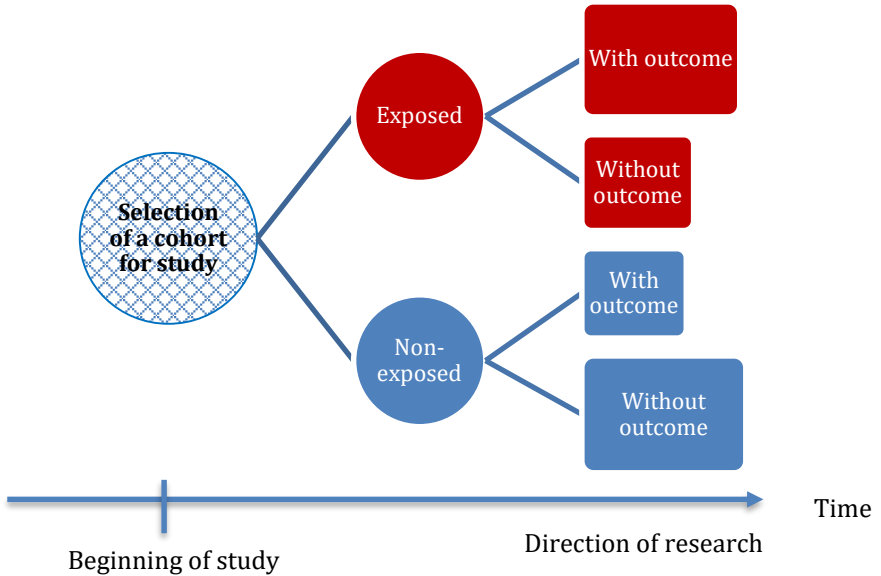 Selection
of a cohort
for study
Exposed
Non-
exposed
With outcome
Without
outcome
With
outcome
Without
outcome
Time
Beginning of study
Direction of research